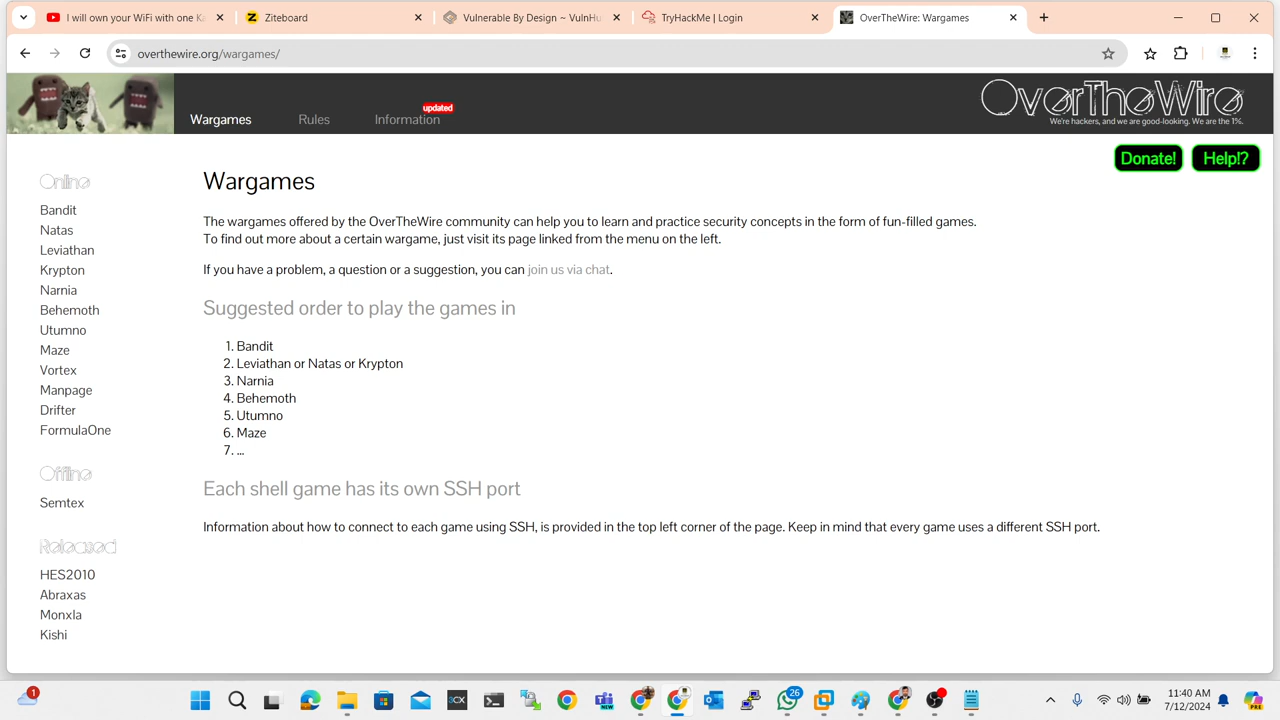 I will own your WiFi with one Ka
Ziteboard
Vulnerable By Design ~ VulnHu
TryHackMe | Login
OverTheWire: Wargames
overthewire.org/wargames/
Wargames
Rules
Information
updated
OverTheWire
We're hackers, and we are good-looking. We are the 1%.
Donate!
Help!?
Online
Bandit
Natas
Leviathan
Krypton
Narnia
Behemoth
Utumno
Maze
Vortex
Manpage
Drifter
FormulaOne
Offline
Semtex
Released
HES2010
Abraxas
Monxla
Kishi
Wargames
The wargames offered by the OverTheWire community can help you to learn and practice security concepts in the form of fun-filled games.
To find out more about a certain wargame, just visit its page linked from the menu on the left.
If you have a problem, a question or a suggestion, you can join us via chat.
Suggested order to play the games in
1. Bandit
2. Leviathan or Natas or Krypton
3. Narnia
4. Behemoth
5. Utumno
6. Maze
7. ...
Each shell game has its own SSH port
Information about how to connect to each game using SSH, is provided in the top left corner of the page. Keep in mind that every game uses a different SSH port.
1
3CX
NEW
26
11:40 AM
7/12/2024
PRE